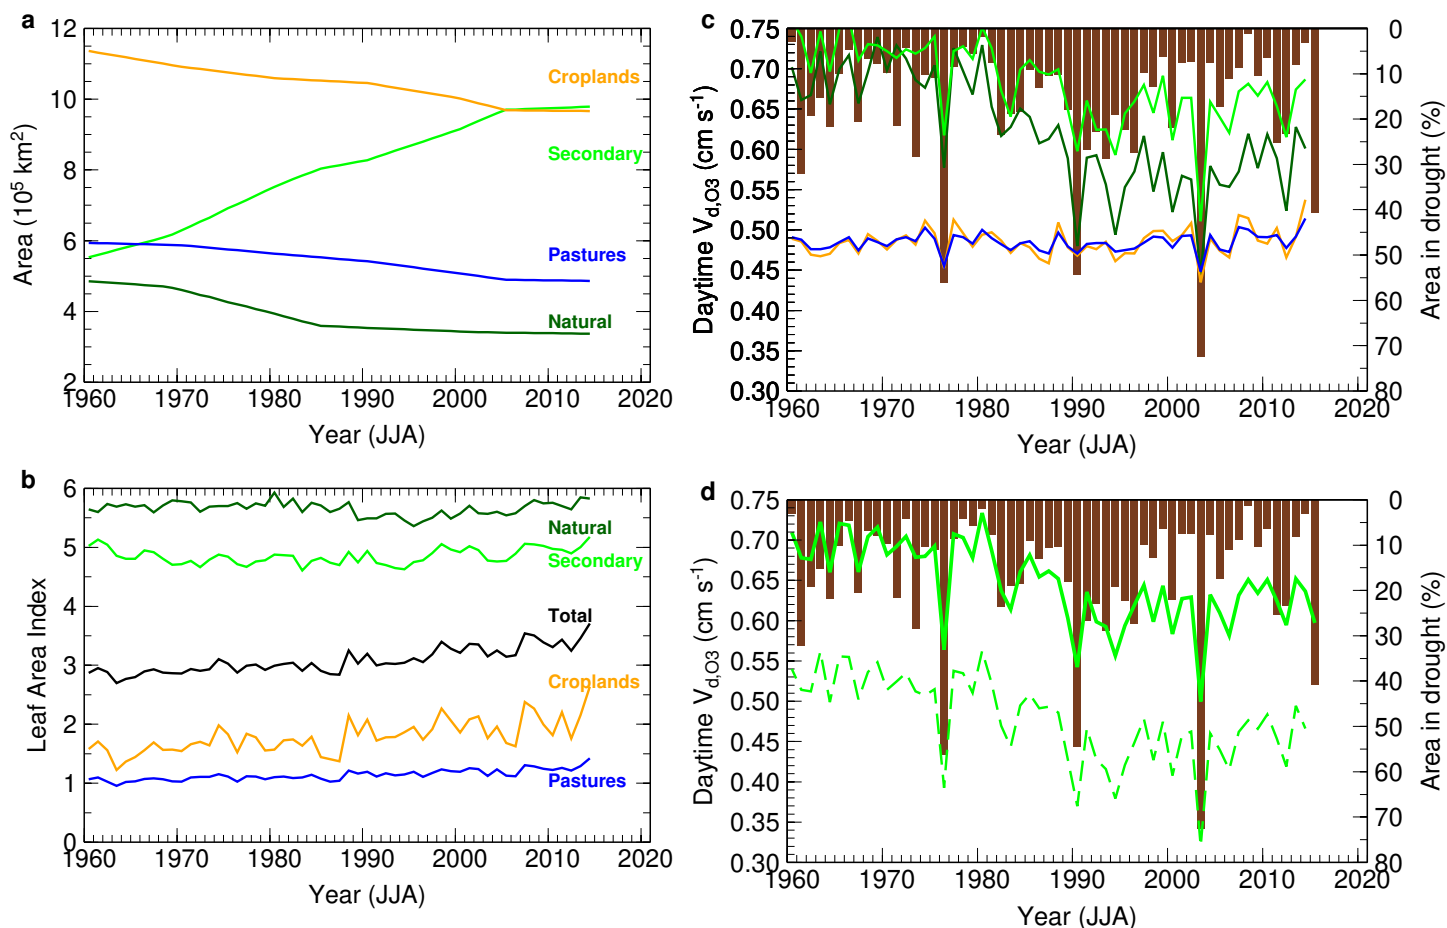 a
12
10
8
6
4
2
Area (10⁵ km²)
Croplands
Secondary
Pastures
Natural
1960 1970 1980 1990 2000 2010 2020
Year (JJA)
b
6
5
4
3
2
1
0
Leaf Area Index
Natural
Secondary
Total
Croplands
Pastures
1960 1970 1980 1990 2000 2010 2020
Year (JJA)
c
0.75
0.70
0.65
0.60
0.55
0.50
0.45
0.40
0.35
0.30
Daytime V_d,O3 (cm s⁻¹)
0
10
20
30
40
50
60
70
80
Area in drought (%)
1960 1970 1980 1990 2000 2010 2020
Year (JJA)
d
0.75
0.70
0.65
0.60
0.55
0.50
0.45
0.40
0.35
0.30
Daytime V_d,O3 (cm s⁻¹)
0
10
20
30
40
50
60
70
80
Area in drought (%)
1960 1970 1980 1990 2000 2010 2020
Year (JJA)